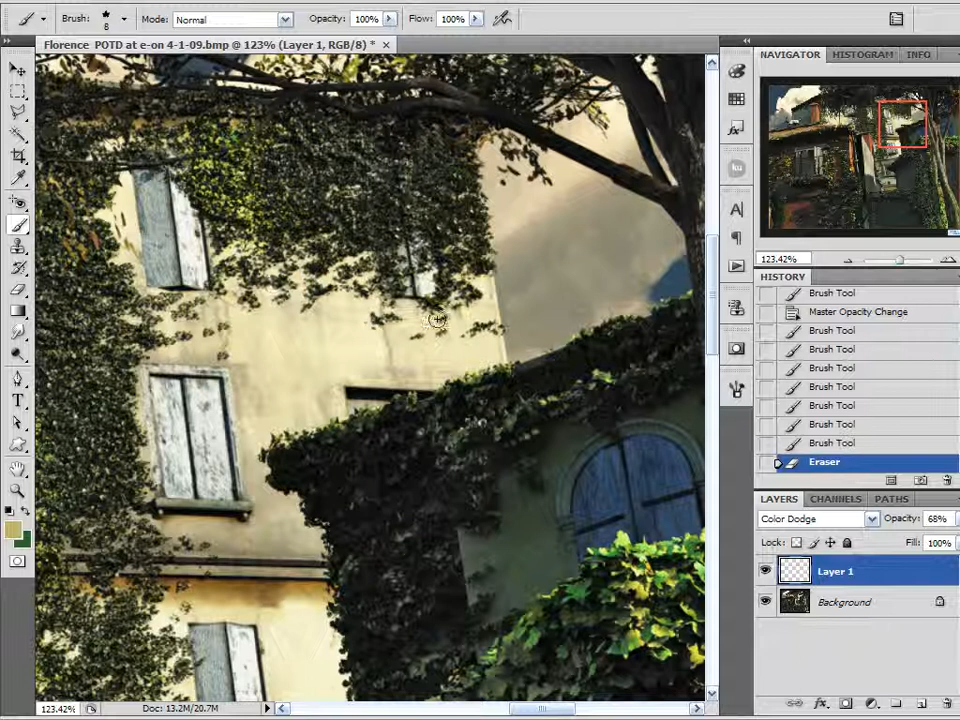 Brush: Mode: Normal Opacity: 100% Flow: 100%
8
Florence POTD at e-on 4-1-09.bmp @ 123% (Layer 1, RGB/8) *
NAVIGATOR HISTOGRAM INFO
123.42%
HISTORY
Brush Tool
Master Opacity Change
Brush Tool
Brush Tool
Brush Tool
Brush Tool
Brush Tool
Brush Tool
Brush Tool
Eraser
LAYERS CHANNELS PATHS
Color Dodge Opacity: 68%
Lock: Fill: 100%
Layer 1
Background
123.42% Doc: 13.2M/20.7M